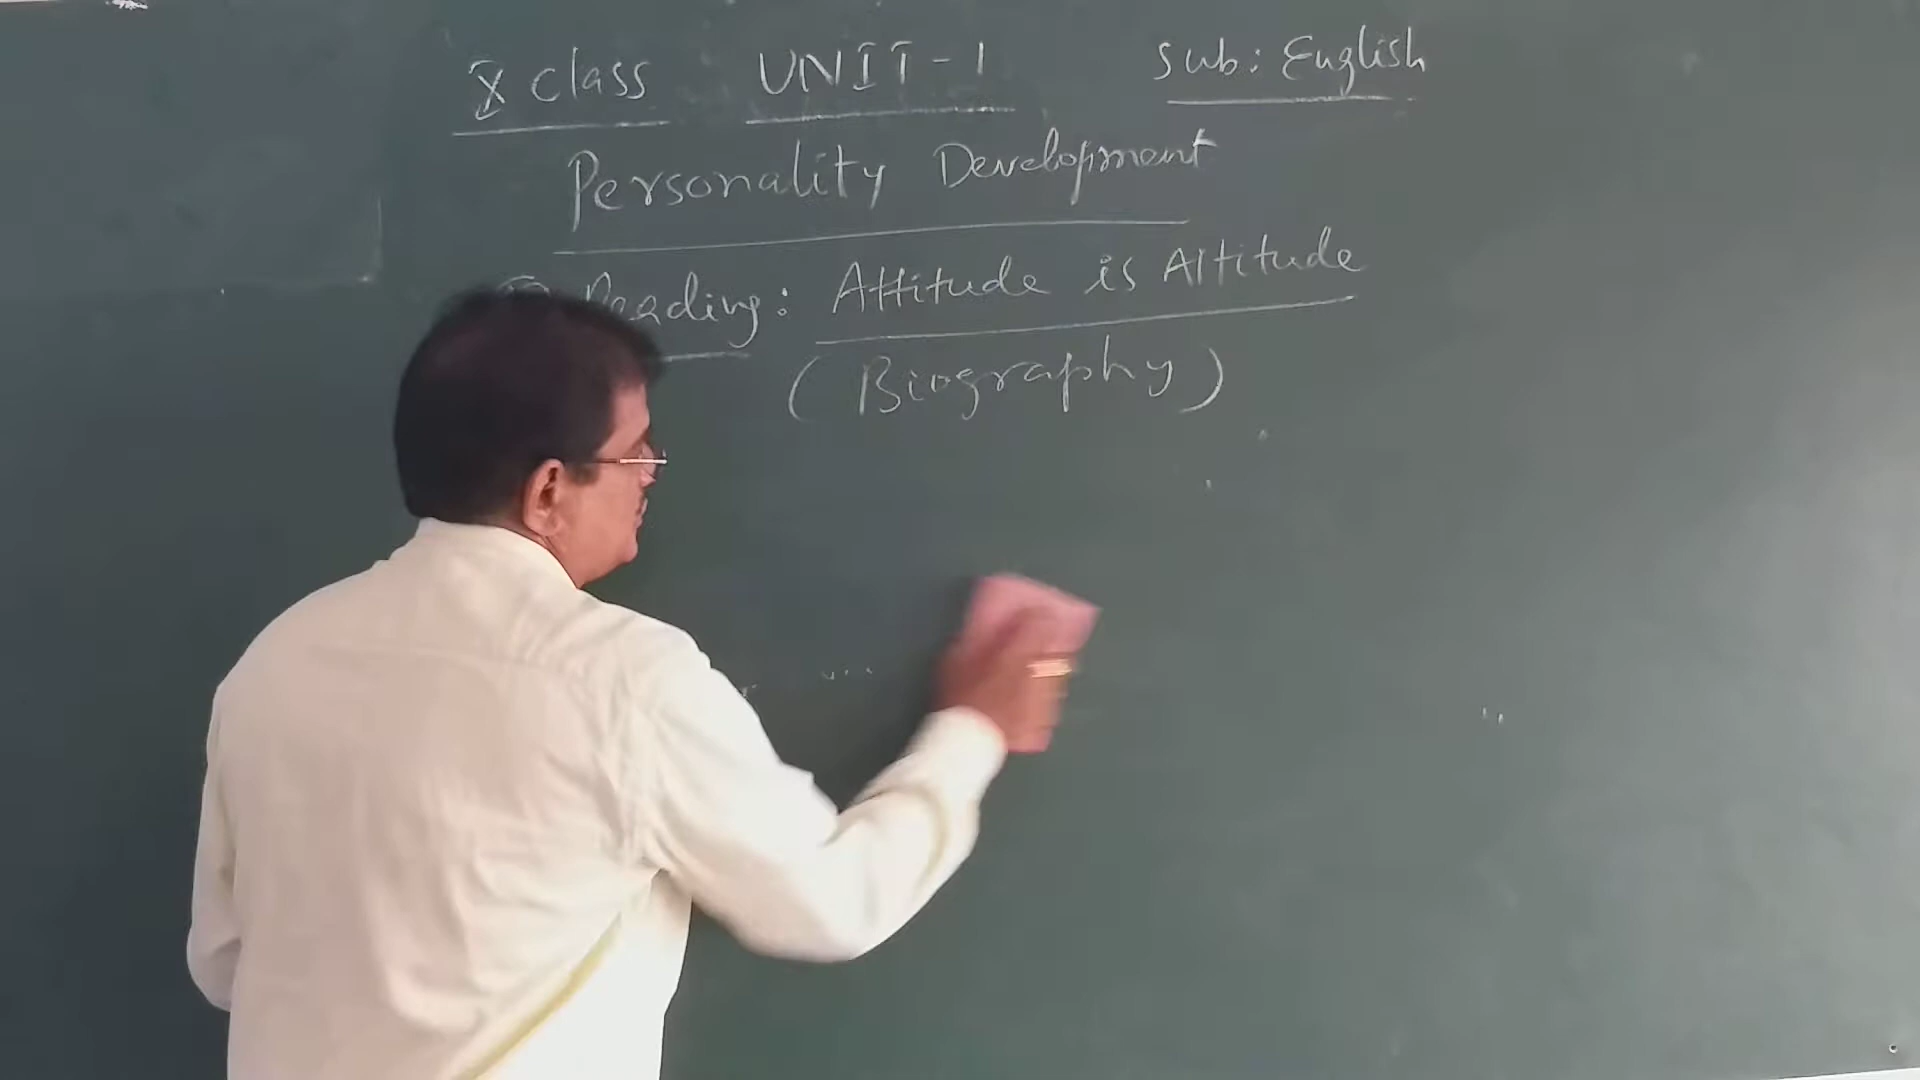 X class UNIT-1 Sub: English
Personality Development
Reading: Attitude is Altitude
(Biography)